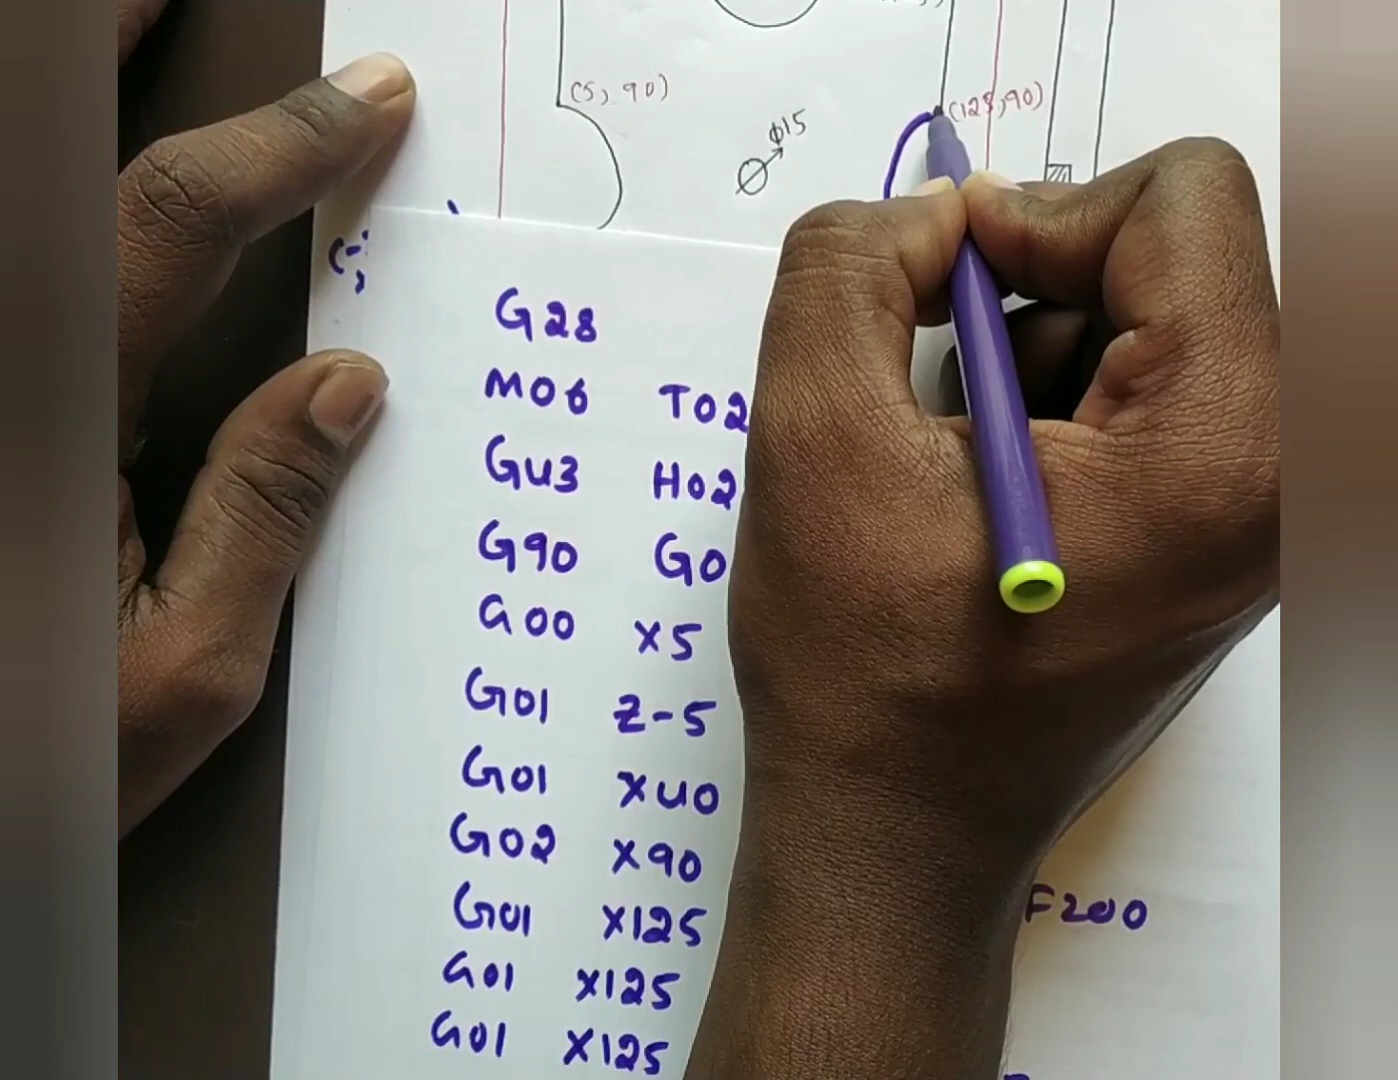 (5, 90)
(125,90)
φ15
G28
M06 T02
G43 H02
G90 G0
G00 X5
G01 Z-5
G01 X40
G02 X90
G01 X125
F200
G01 X125
G01 X125